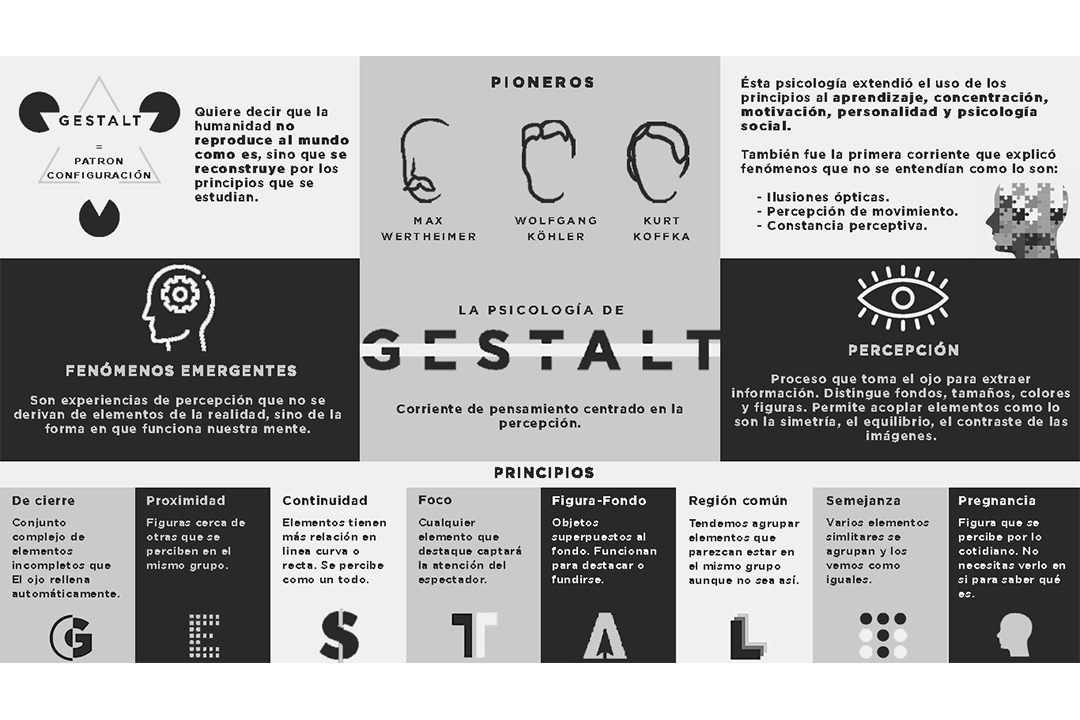 GESTALT
=
PATRON
CONFIGURACIÓN
Quiere decir que la
humanidad no
reproduce al mundo
como es, sino que se
reconstruye por los
principios que se
estudian.
PIONEROS
MAX
WERTHEIMER
WOLFGANG
KÖHLER
KURT
KOFFKA
Ésta psicología extendió el uso de los
principios al aprendizaje, concentración,
motivación, personalidad y psicología
social.
También fue la primera corriente que explicó
fenómenos que no se entendían como lo son:
- Ilusiones ópticas.
- Percepción de movimiento.
- Constancia perceptiva.
FENÓMENOS EMERGENTES
Son experiencias de percepción que no se
derivan de elementos de la realidad, sino de la
forma en que funciona nuestra mente.
LA PSICOLOGÍA DE
GESTALT
Corriente de pensamiento centrado en la
percepción.
PERCEPCIÓN
Proceso que toma el ojo para extraer
información. Distingue fondos, tamaños, colores
y figuras. Permite acoplar elementos como lo
son la simetría, el equilibrio, el contraste de las
imágenes.
PRINCIPIOS
De cierre
Conjunto
complejo de
elementos
incompletos que
El ojo rellena
automáticamente.
G
Proximidad
Figuras cerca de
otras que se
perciben en el
mismo grupo.
E
Continuidad
Elementos tienen
más relación en
linea curva o
recta. Se percibe
como un todo.
S
Foco
Cualquier
elemento que
destaque captará
la atención del
espectador.
T
Figura-Fondo
Objetos
superpuestos al
fondo. Funcionan
para destacar o
fundirse.
A
Región común
Tendemos agrupar
elementos que
parezcan estar en
el mismo grupo
aunque no sea así.
L
Semejanza
Varios elementos
simlitares se
agrupan y los
vemos como
iguales.
T
Pregnancia
Figura que se
percibe por lo
cotidiano. No
necesitas verlo en
si para saber qué
es.